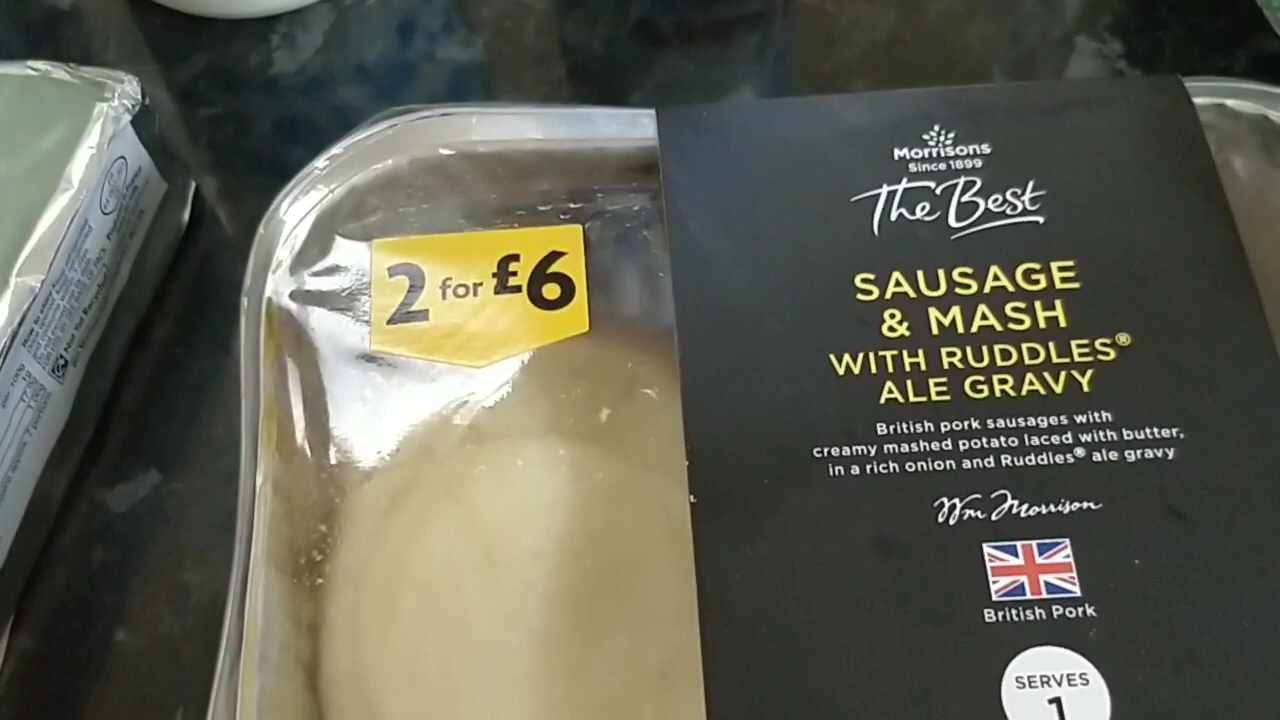 2 for £6
Morrisons
Since 1899
The Best
SAUSAGE
& MASH
WITH RUDDLES®
ALE GRAVY
British pork sausages with
creamy mashed potato laced with butter,
in a rich onion and Ruddles® ale gravy
Wm Morrison
British Pork
SERVES
1